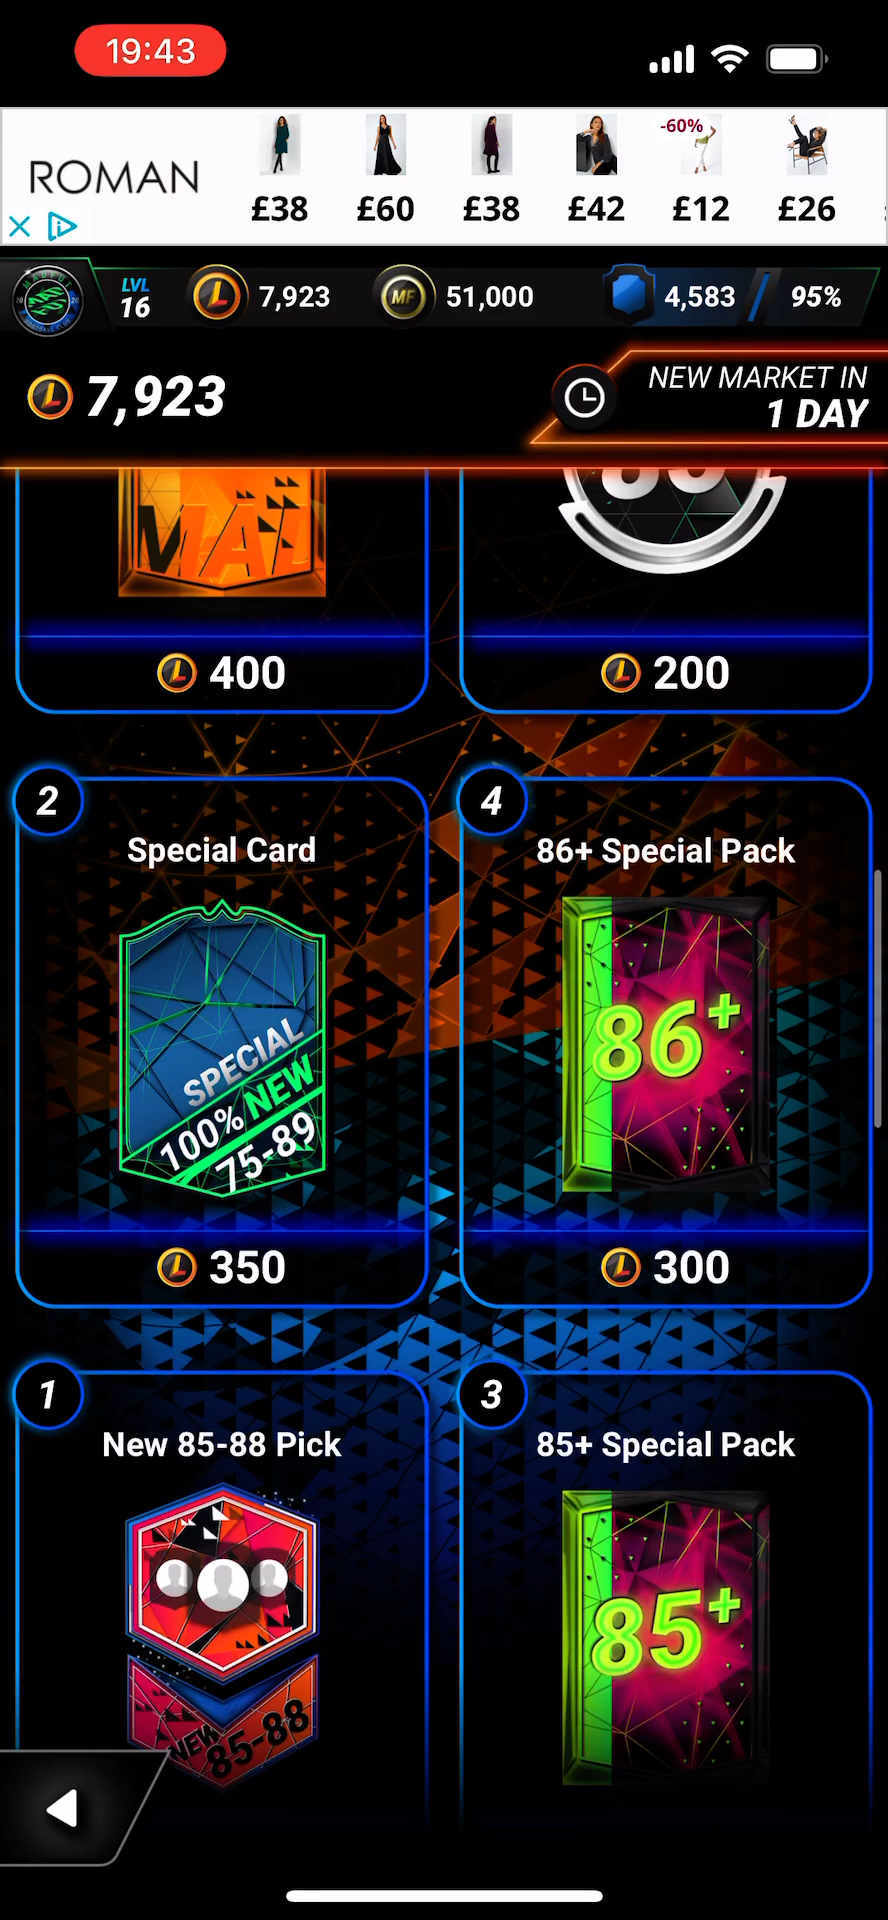 19:43
ROMAN
-60%
£38
£60
£38
£42
£12
£26
LVL
16
7,923
MF
51,000
4,583
95%
7,923
NEW MARKET IN
1 DAY
400
200
2
Special Card
SPECIAL
100% NEW
75-89
350
4
86+ Special Pack
86+
300
1
New 85-88 Pick
NEW
85-88
3
85+ Special Pack
85+